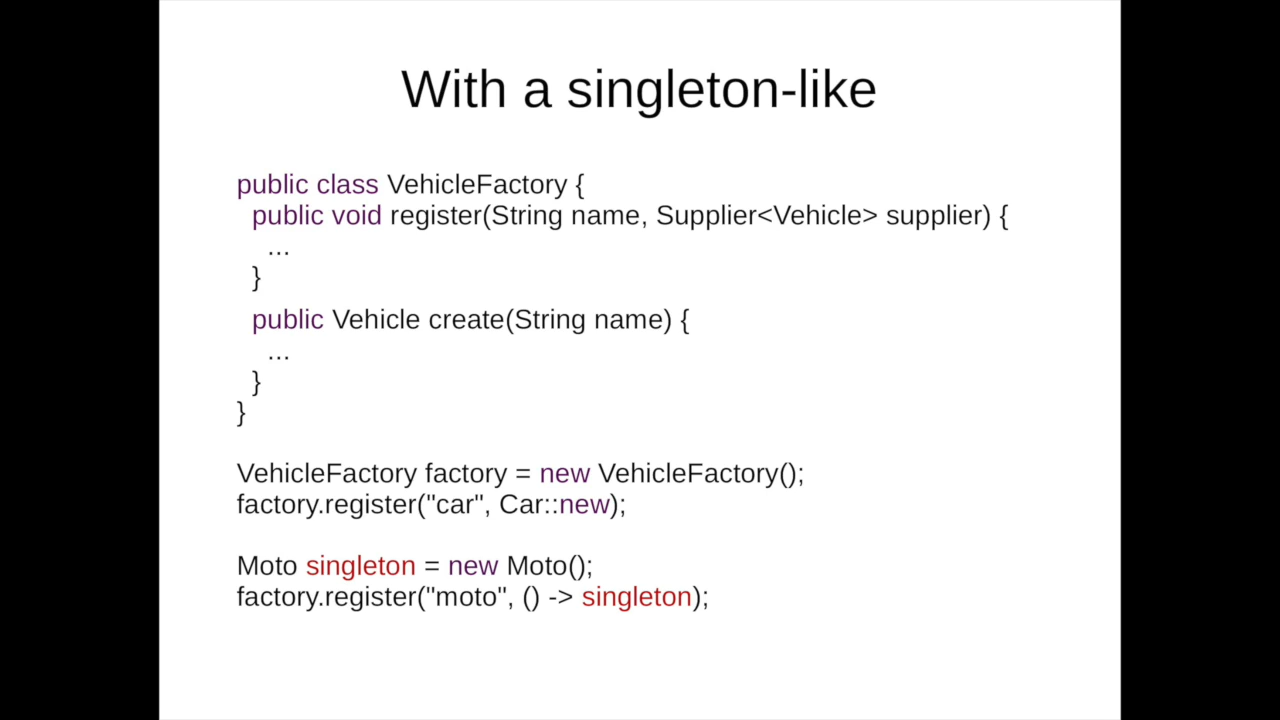 With a singleton-like
public class VehicleFactory {
public void register(String name, Supplier<Vehicle> supplier) {
...
}
public Vehicle create(String name) {
...
}
}
VehicleFactory factory = new VehicleFactory();
factory.register("car", Car::new);
Moto singleton = new Moto();
factory.register("moto", () -> singleton);